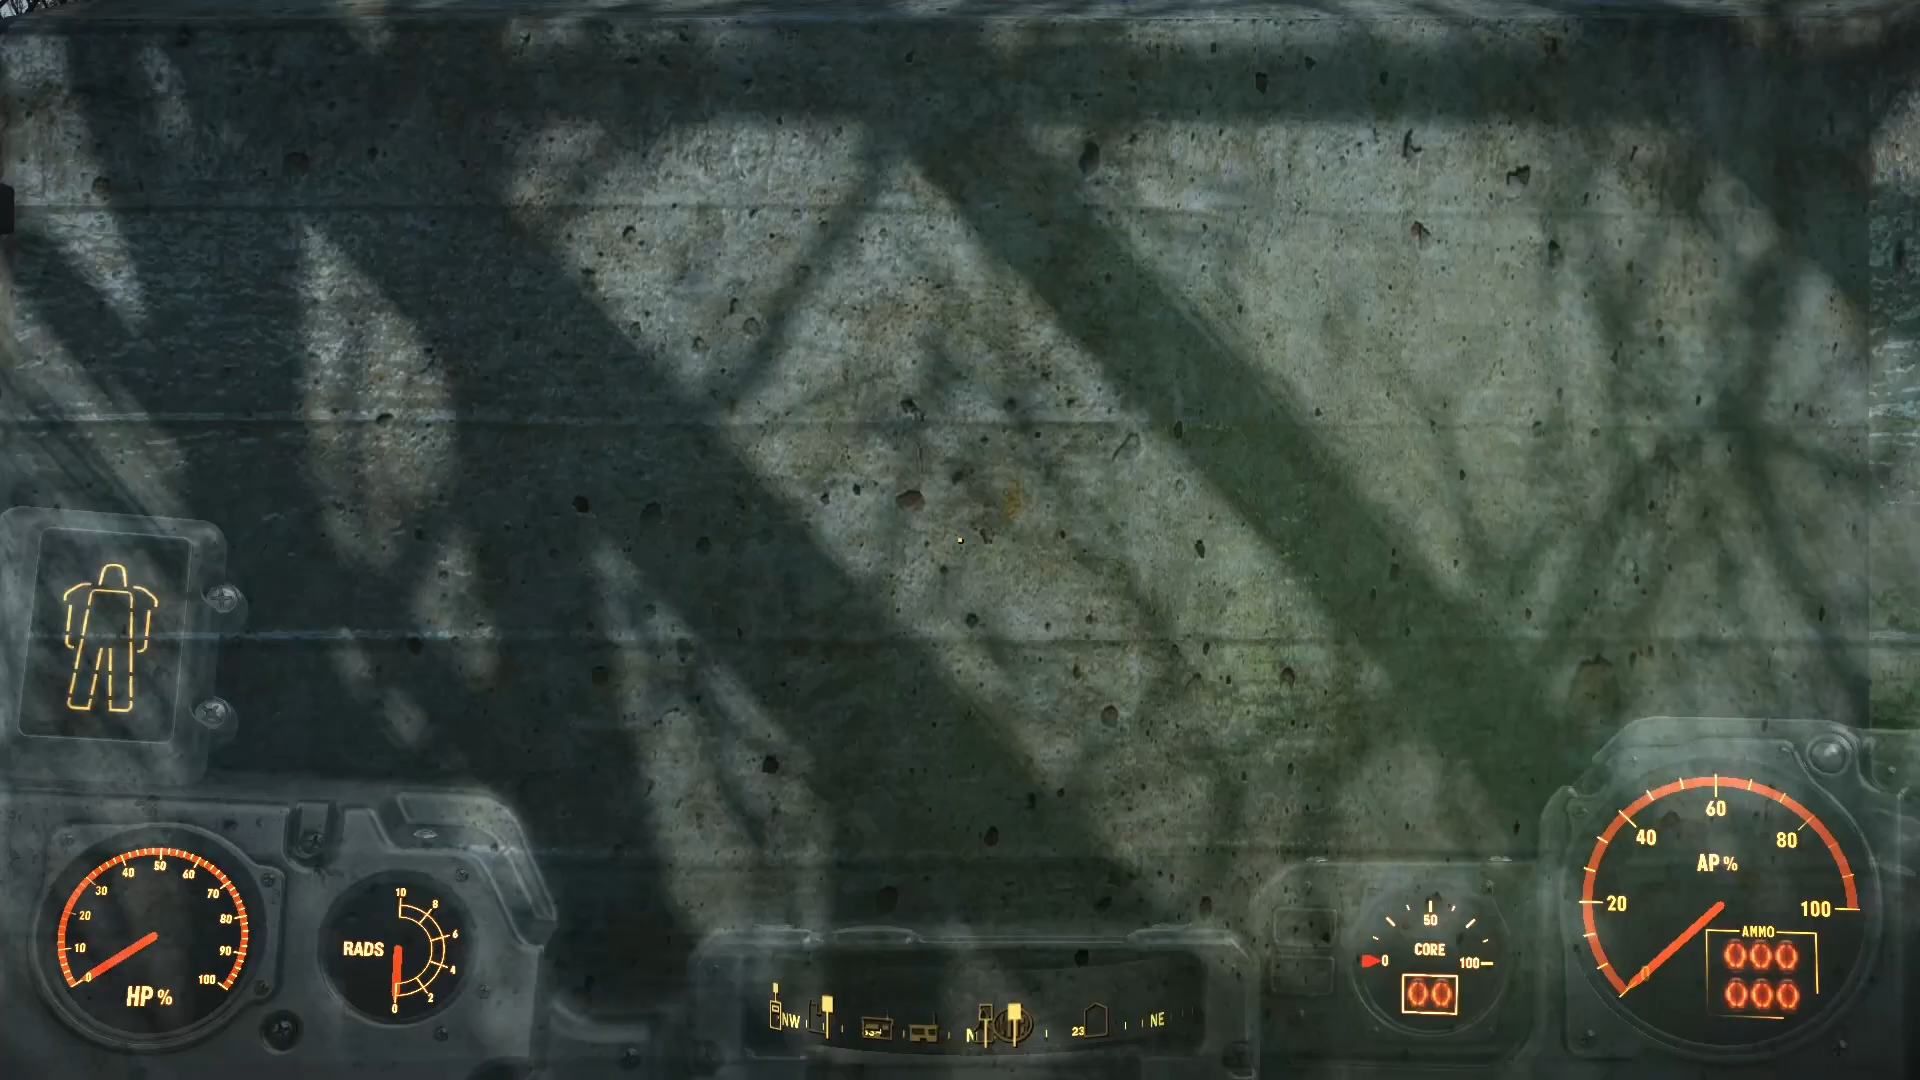 0 10 20 30 40 50 60 70 80 90 100
HP %
10 8 6 4 2 0
RADS
NW N 23 NE
0 50 100
CORE
00
0 20 40 60 80 100
AP %
AMMO
000
000